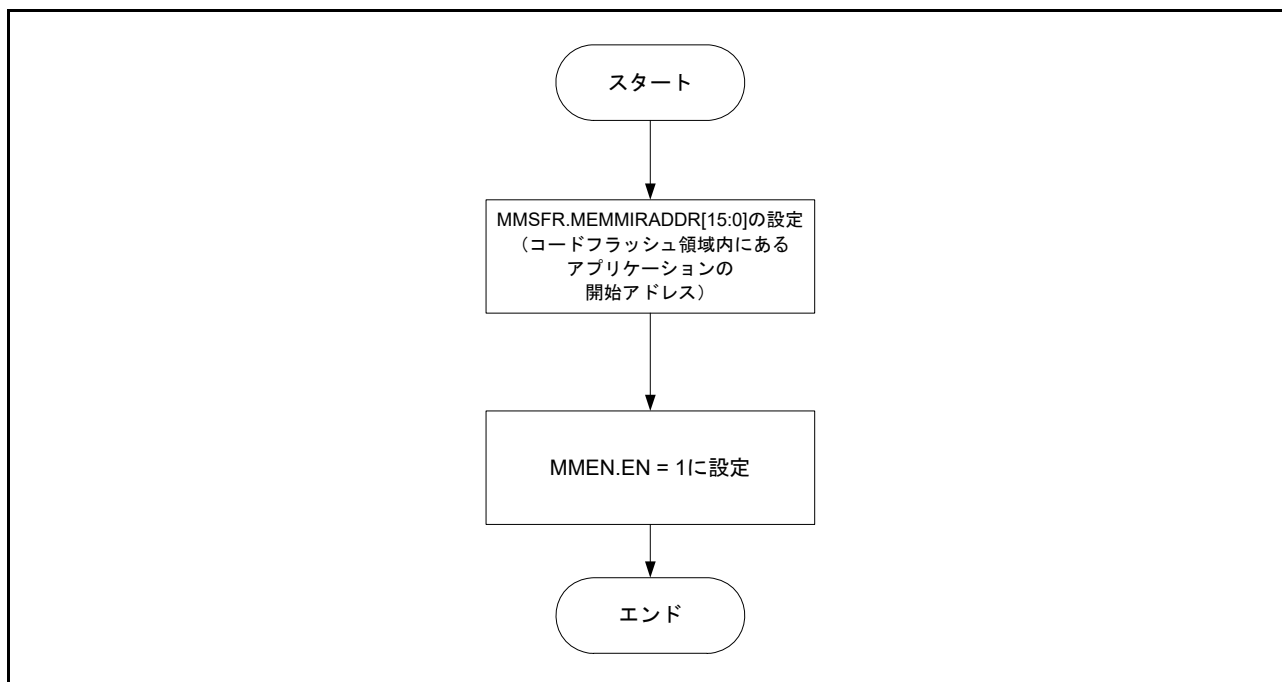 スタート
MMSFR.MEMMIRADDR[15:0]の設定
（コードフラッシュ領域内にある
アプリケーションの
開始アドレス）
MMEN.EN = 1に設定
エンド